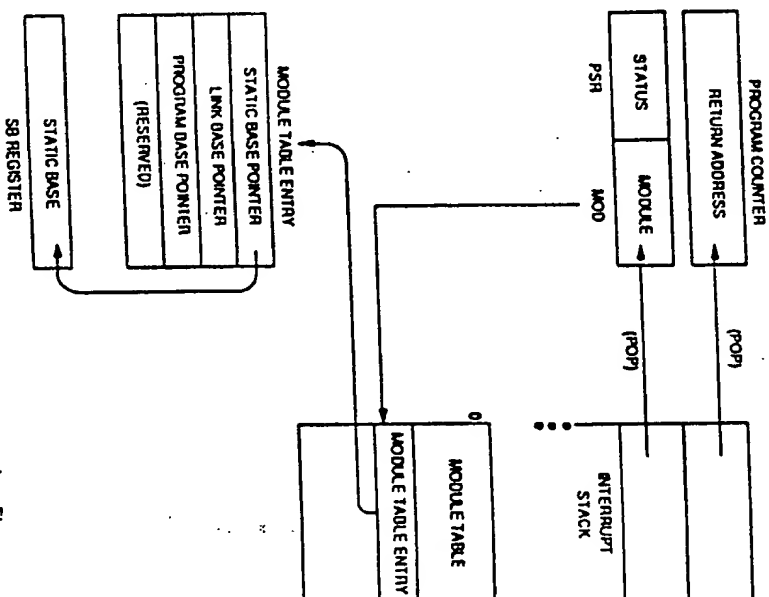 PROGRAM COUNTER
RETURN ADDRESS
(POP)
STATUS
MODULE
PSR
MOD
(POP)
INTERRUPT
STACK
0
MODULE TABLE
MODULE TABLE ENTRY
MODULE TABLE ENTRY
STATIC BASE POINTER
LINK BASE POINTER
PROGRAM BASE POINTER
(RESERVED)
STATIC BASE
SB REGISTER